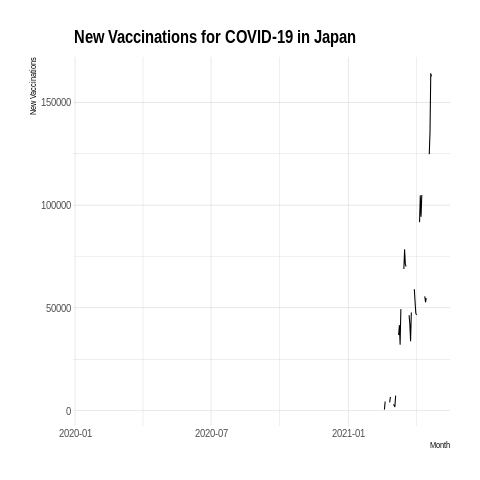 New Vaccinations for COVID-19 in Japan
New Vaccinations
150000
100000
50000
0
2020-01 2020-07 2021-01
Month